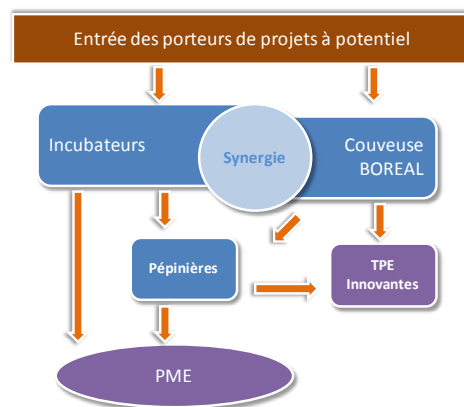 Entrée des porteurs de projets à potentiel
Incubateurs
Synergie
Couveuse
BOREAL
Pépinières
TPE
Innovantes
PME